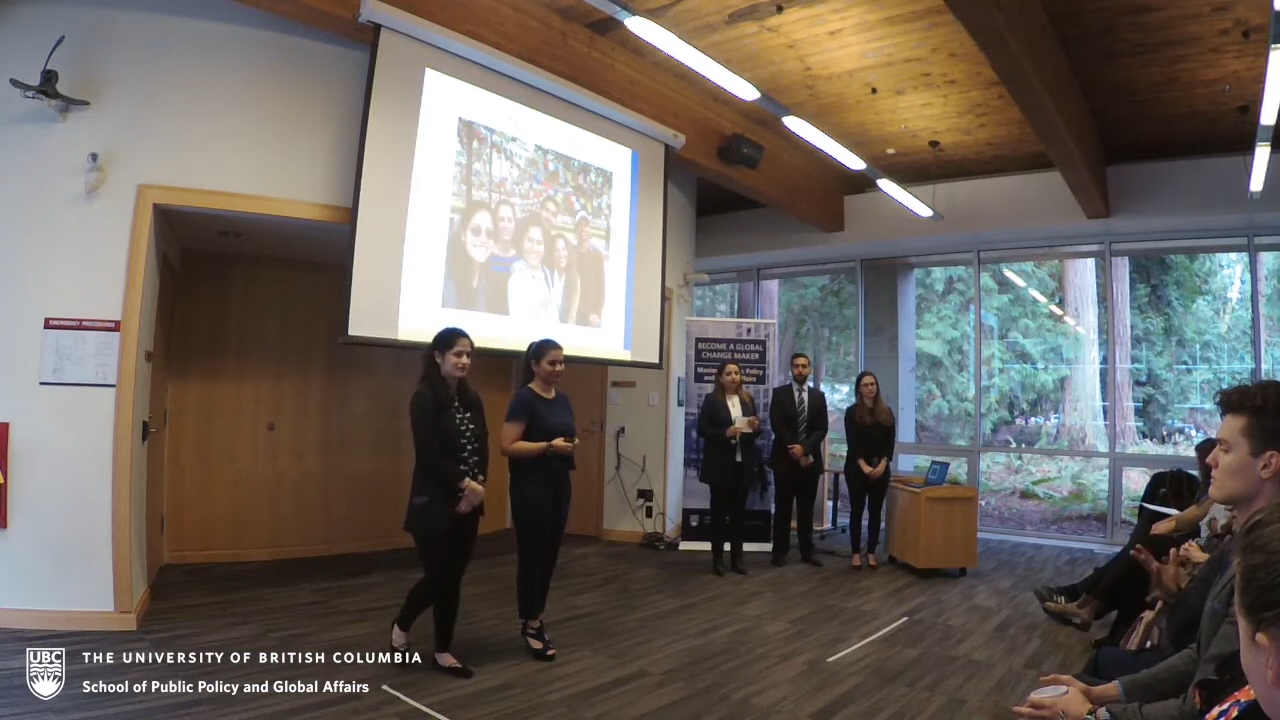 EMERGENCY PROCEDURES
BECOME A GLOBAL
CHANGE MAKER
Policy
UBC
THE UNIVERSITY OF BRITISH COLUMBIA
School of Public Policy and Global Affairs